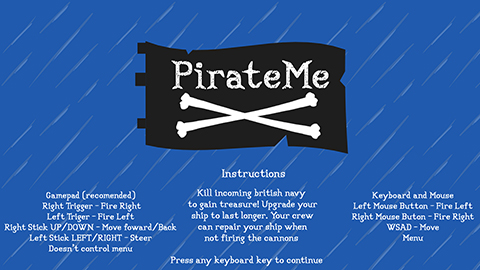 PirateMe
Instructions
Gamepad (recomended)
Right Trigger - Fire Right
Left Triger - Fire Left
Right Stick UP/DOWN - Move foward/Back
Left Stick LEFT/RIGHT - Steer
Doesn't control menu
Kill incoming british navy
to gain treasure! Upgrade your
ship to last longer. Your crew
can repair your ship when
not firing the cannons
Keyboard and Mouse
Left Mouse Button - Fire Left
Right Mouse Buton - Fire Right
WSAD - Move
Menu
Press any keyboard key to continue